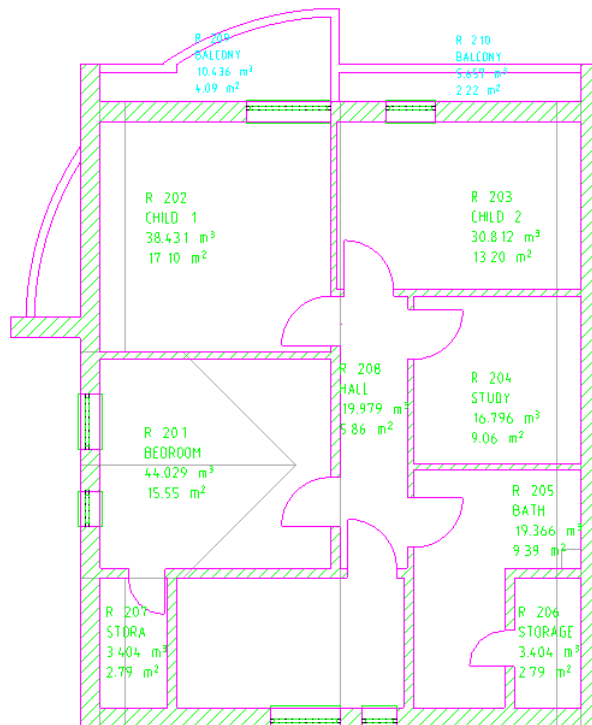 R 209
BALCONY
10.436 m³
4.09 m²
R 210
BALCONY
5.657 m³
2.22 m²
R 202
CHILD 1
38.431 m³
17.10 m²
R 203
CHILD 2
30.812 m³
13.20 m²
R 208
HALL
19.979 m³
5.86 m²
R 204
STUDY
16.796 m³
9.06 m²
R 201
BEDROOM
44.029 m³
15.55 m²
R 205
BATH
19.366 m³
9.39 m²
R 207
STORA
3.404 m³
2.79 m²
R 206
STORAGE
3.404 m³
2.79 m²